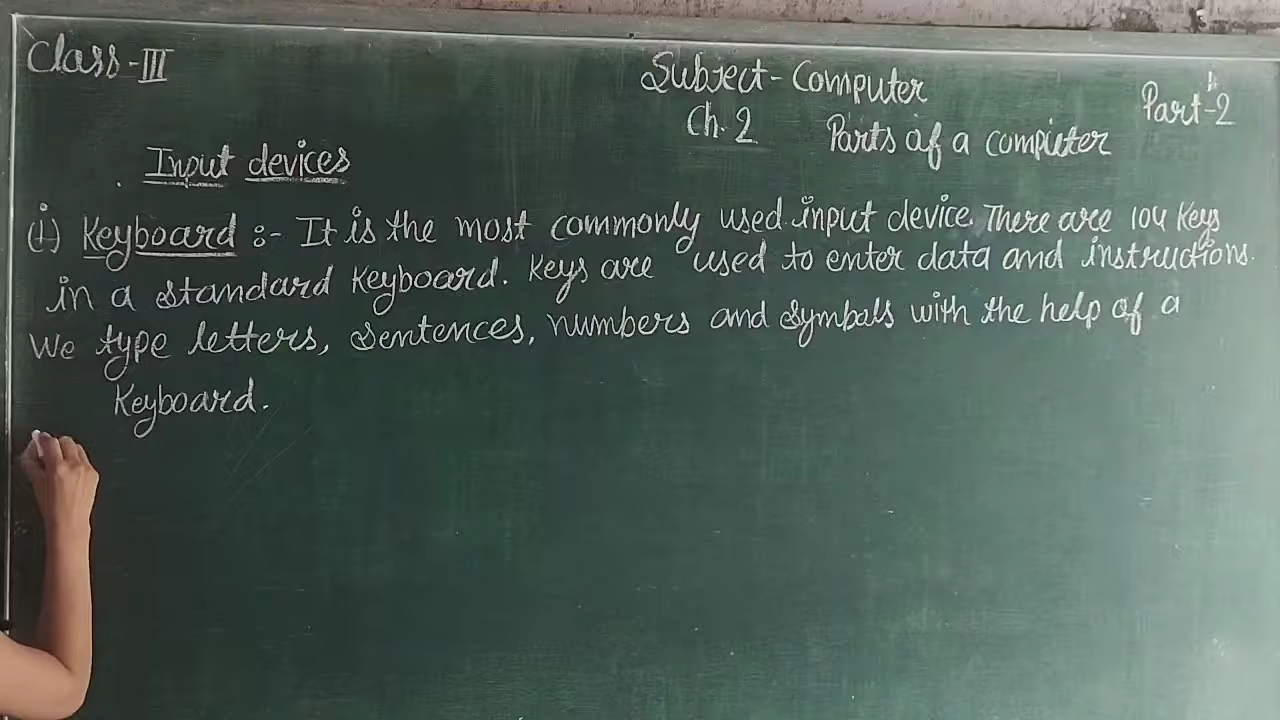 Class-III
Subject- Computer
Part-2
Ch. 2 Parts of a computer
Input devices
(i) Keyboard :- It is the most commonly used input device. There are 104 Keys
in a standard Keyboard. Keys are used to enter data and instructions.
We type letters, sentences, numbers and symbals with the help of a
Keyboard.